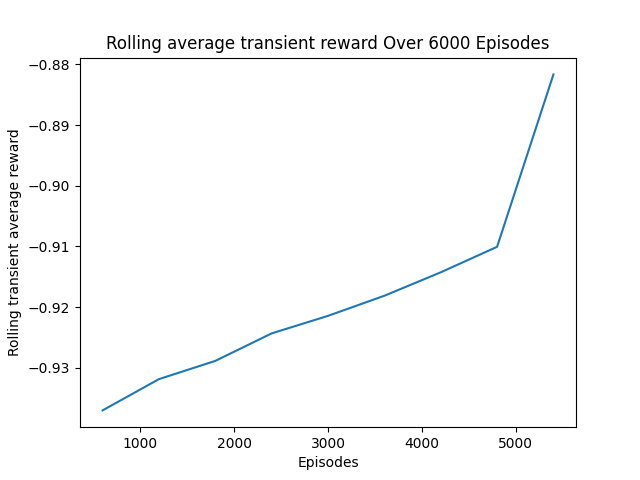 Rolling average transient reward Over 6000 Episodes
−0.88
−0.89
−0.90
−0.91
−0.92
−0.93
Rolling transient average reward
1000 2000 3000 4000 5000
Episodes